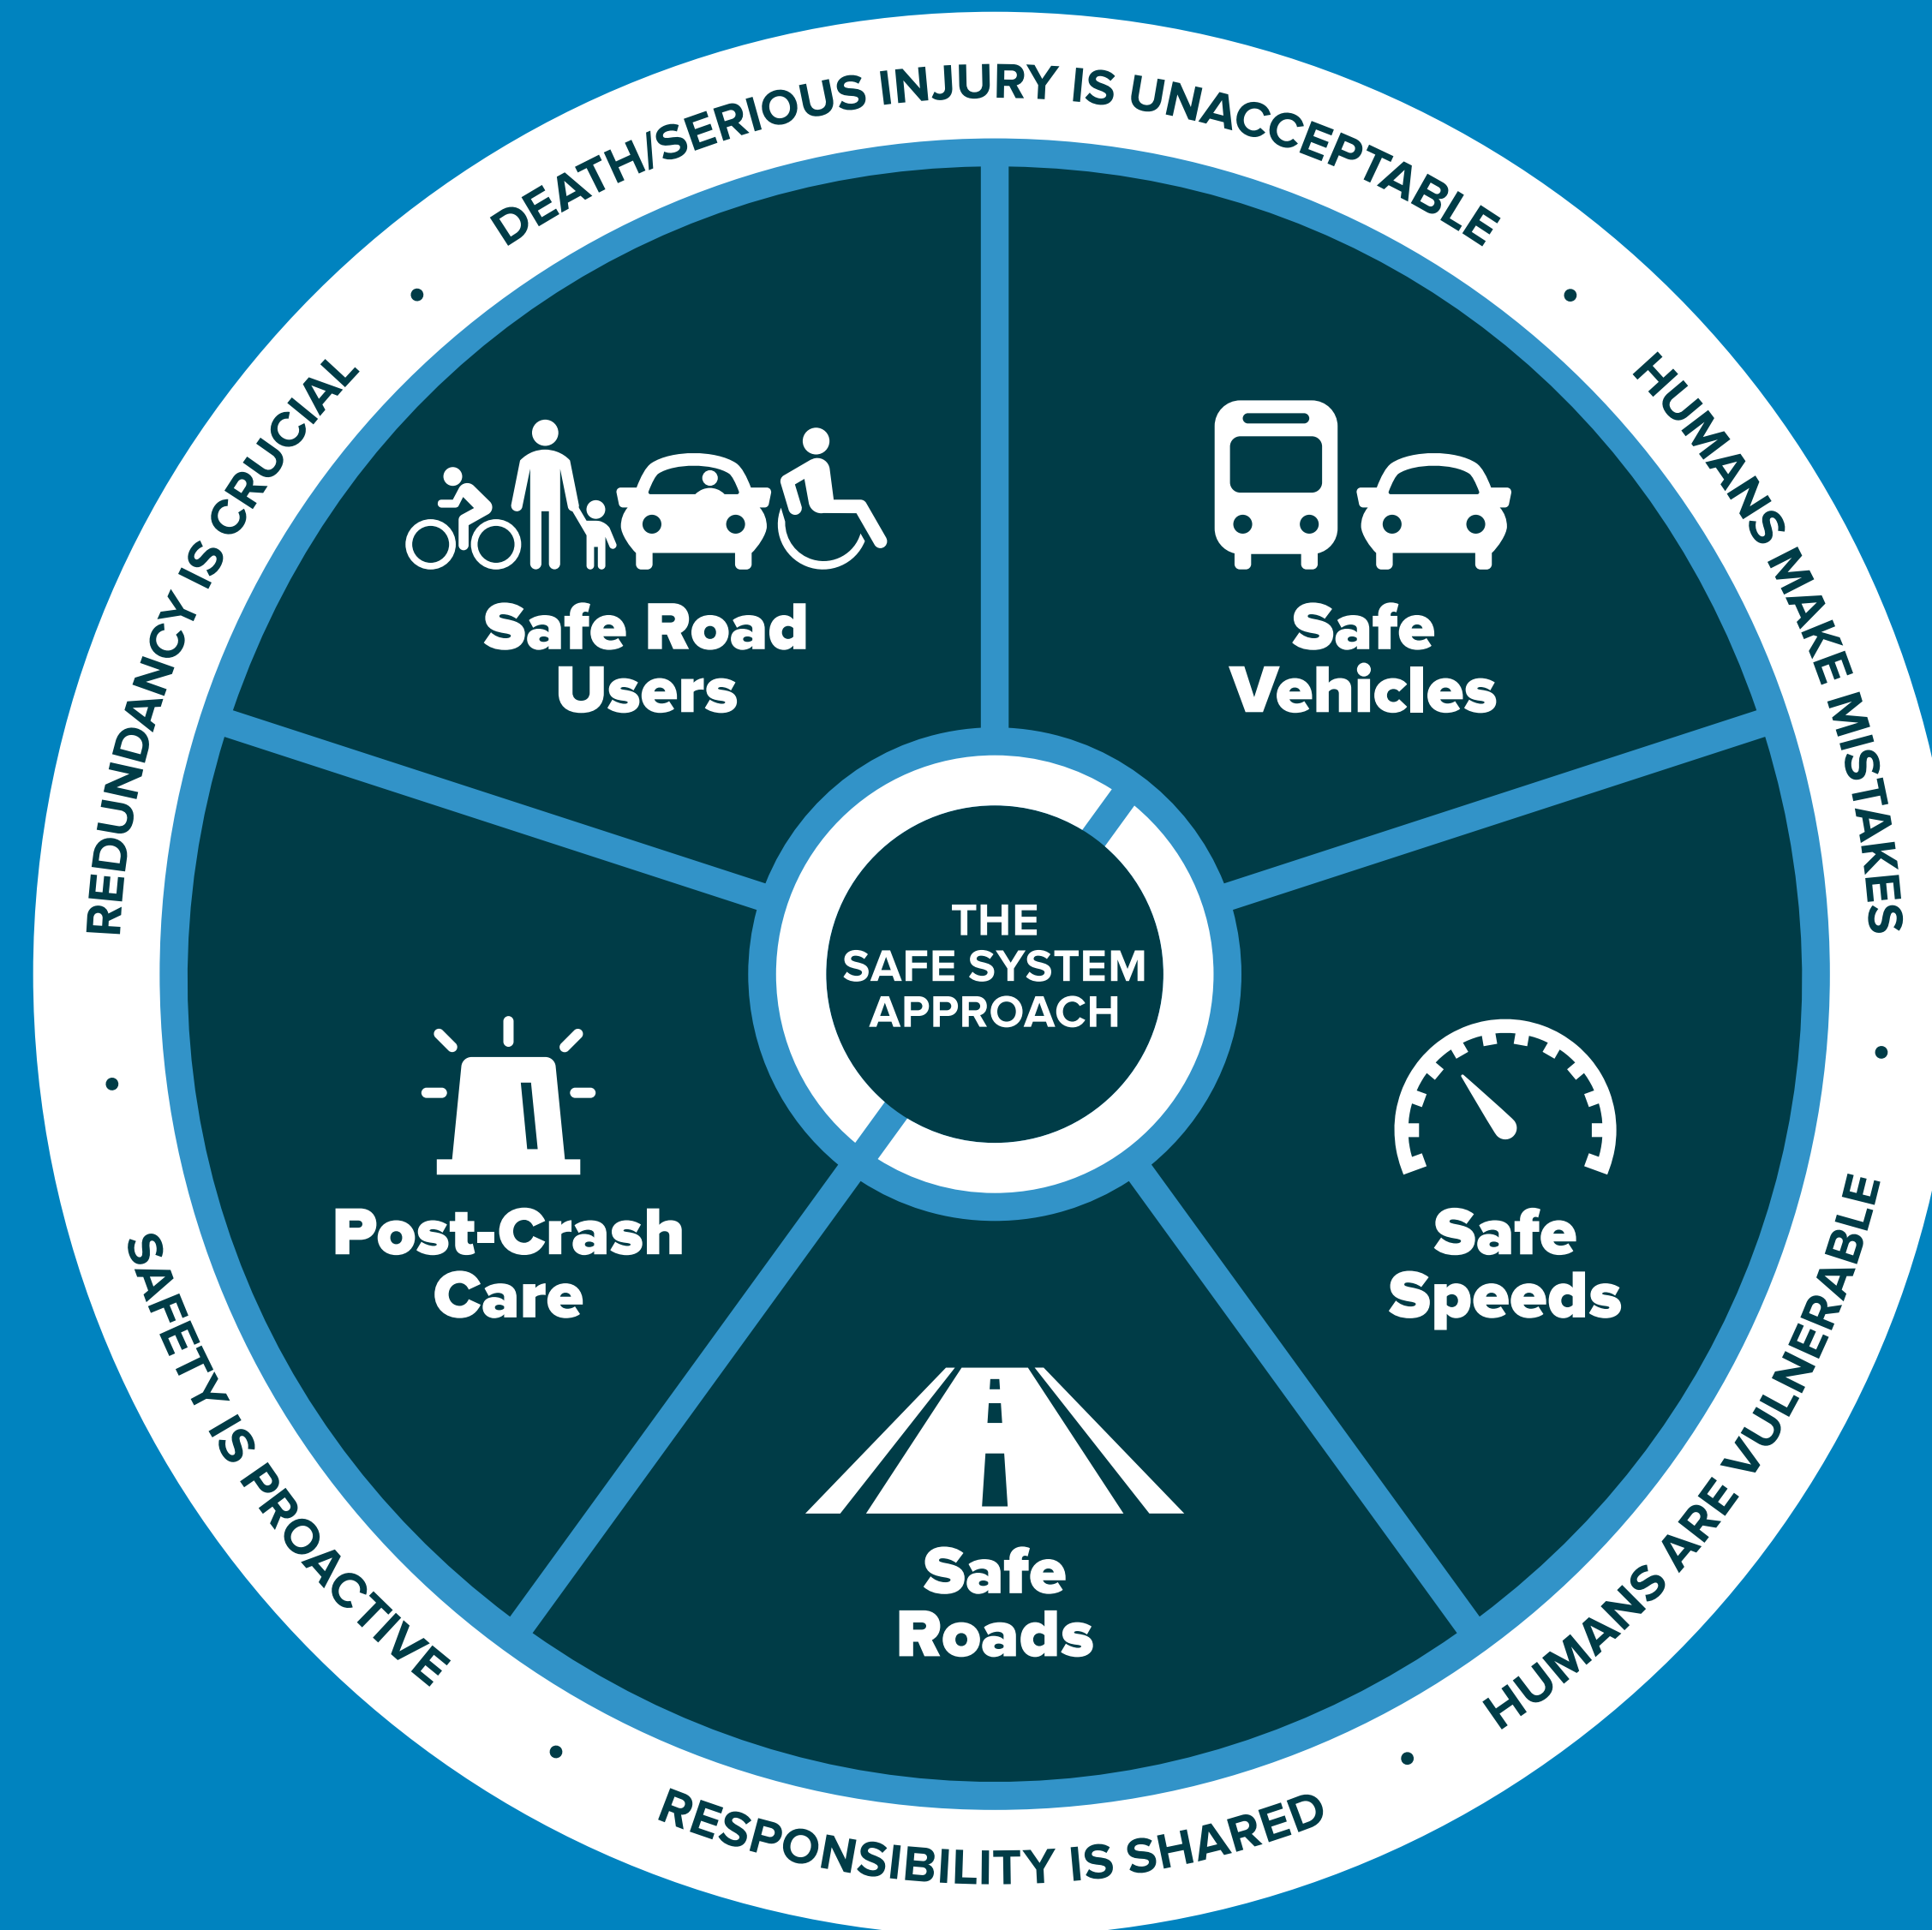 DEATH/SERIOUS INJURY IS UNACCEPTABLE
HUMANS MAKE MISTAKES
HUMANS ARE VULNERABLE
RESPONSIBILITY IS SHARED
SAFETY IS PROACTIVE
REDUNDANCY IS CRUCIAL
Safe Road
Users
Safe
Vehicles
THE
SAFE SYSTEM
APPROACH
Post-Crash
Care
Safe
Speeds
Safe
Roads